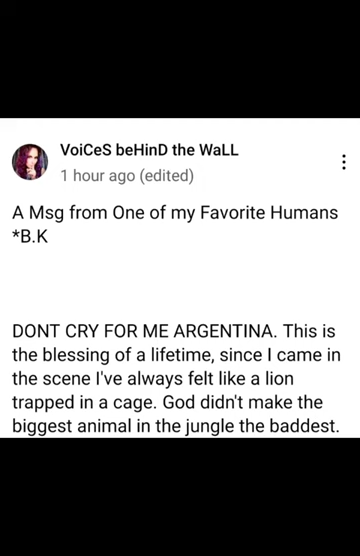 VoiCeS beHinD the WaLL
1 hour ago (edited)
A Msg from One of my Favorite Humans
*B.K
DONT CRY FOR ME ARGENTINA. This is
the blessing of a lifetime, since I came in
the scene I've always felt like a lion
trapped in a cage. God didn't make the
biggest animal in the jungle the baddest.